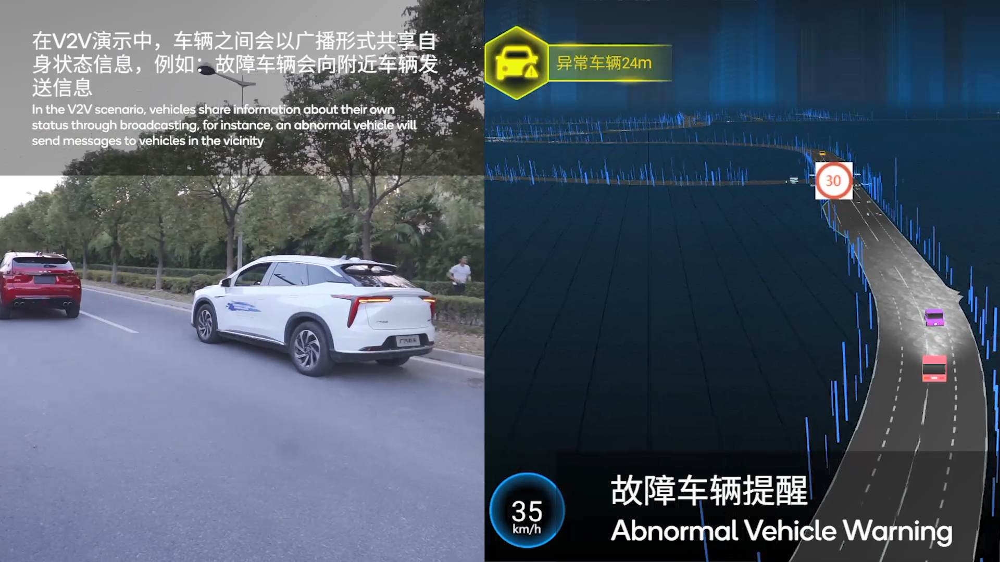 在V2V演示中，车辆之间会以广播形式共享自
身状态信息，例如：故障车辆会向附近车辆发
送信息
In the V2V scenario, vehicles share information about their own
status through broadcasting, for instance, an abnormal vehicle will
send messages to vehicles in the vicinity
异常车辆24m
30
35
km/h
故障车辆提醒
Abnormal Vehicle Warning